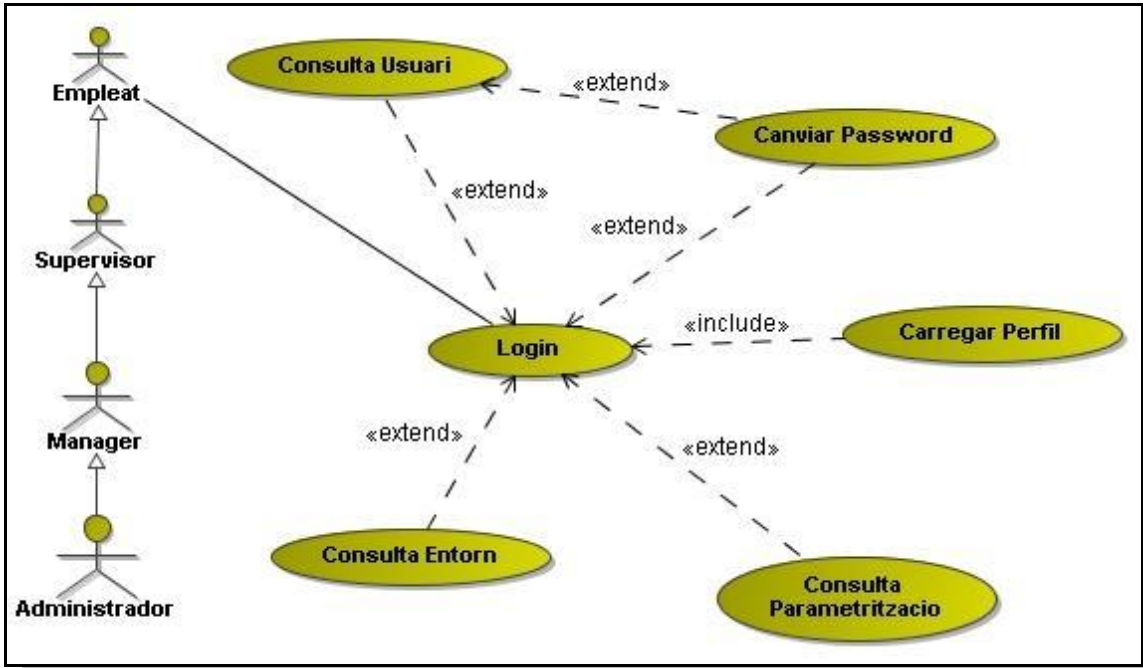 Empleat
Supervisor
Manager
Administrador
Consulta Usuari
«extend»
Canviar Password
«extend»
«extend»
«include»
Carregar Perfil
Login
«extend»
«extend»
Consulta Entorn
Consulta
Parametritzacio